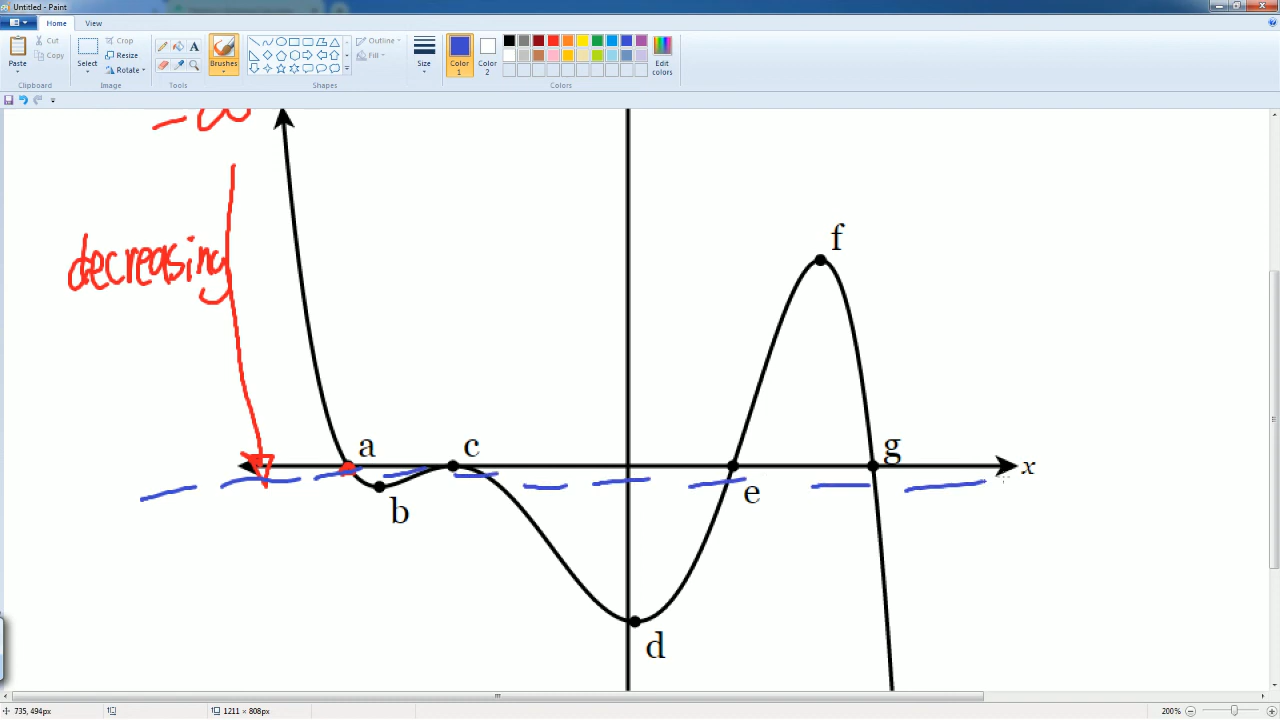 Untitled - Paint
Home View
Paste
Cut
Copy
Clipboard
Select
Crop
Resize
Rotate
Image
A
Tools
Brushes
Outline
Fill
Shapes
Size
Color 1
Color 2
Edit colors
Colors
-∞
decreasing
f
a
c
g
x
b
e
d
735, 494px
1211 × 808px
200%